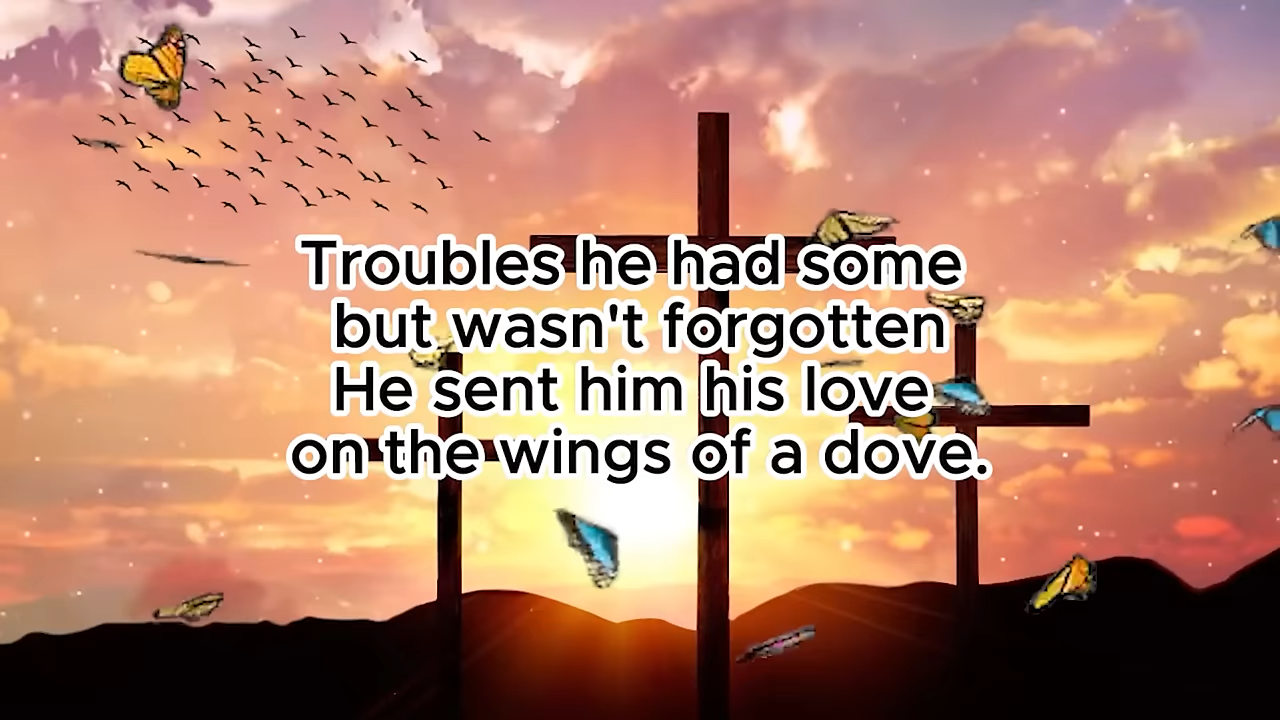 Troubles he had some
but wasn't forgotten
He sent him his love
on the wings of a dove.